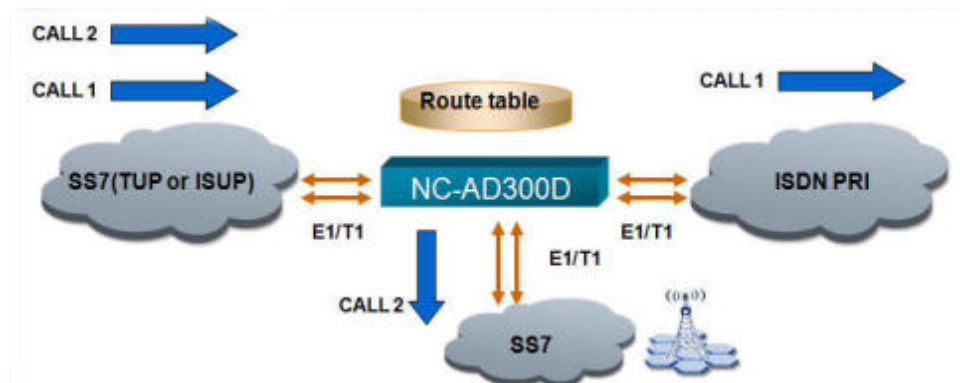 CALL 2
CALL 1
CALL 1
Route table
SS7(TUP or ISUP)
NC-AD300D
ISDN PRI
E1/T1
E1/T1
E1/T1
CALL 2
SS7